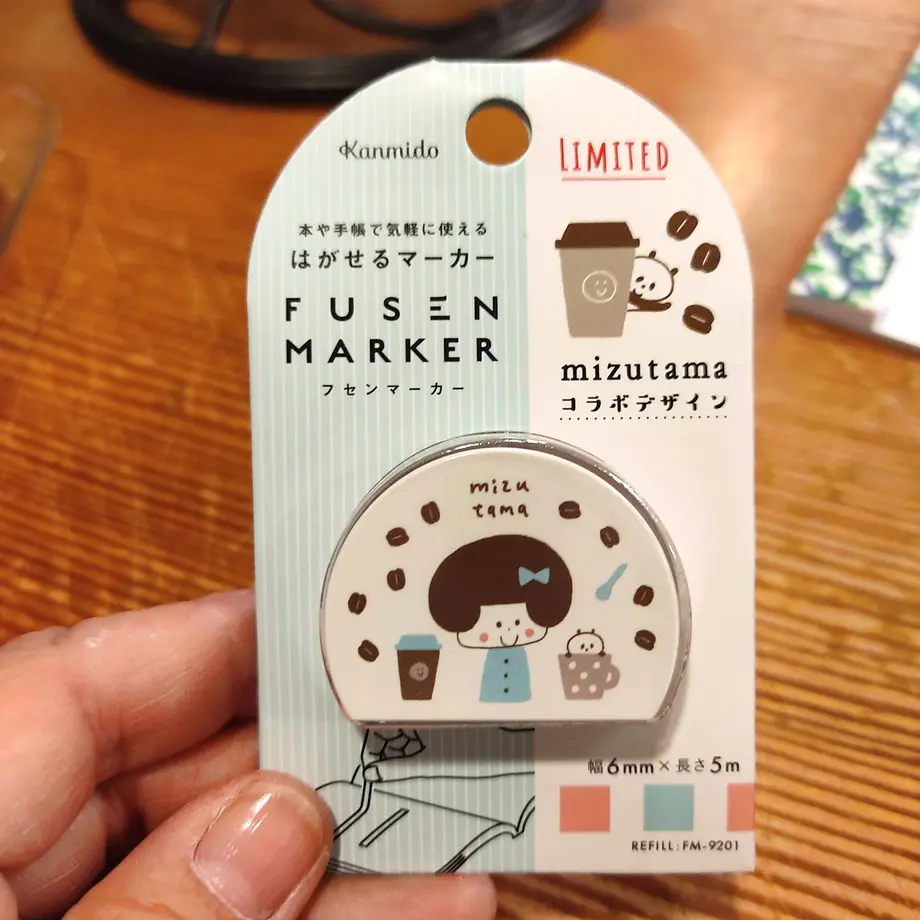 Kanmido
LIMITED
本や手帳で気軽に使える
はがせるマーカー
FUSEN
MARKER
フセンマーカー
mizutama
コラボデザイン
mizu
tama
幅6mm×長さ5m
REFILL:FM-9201